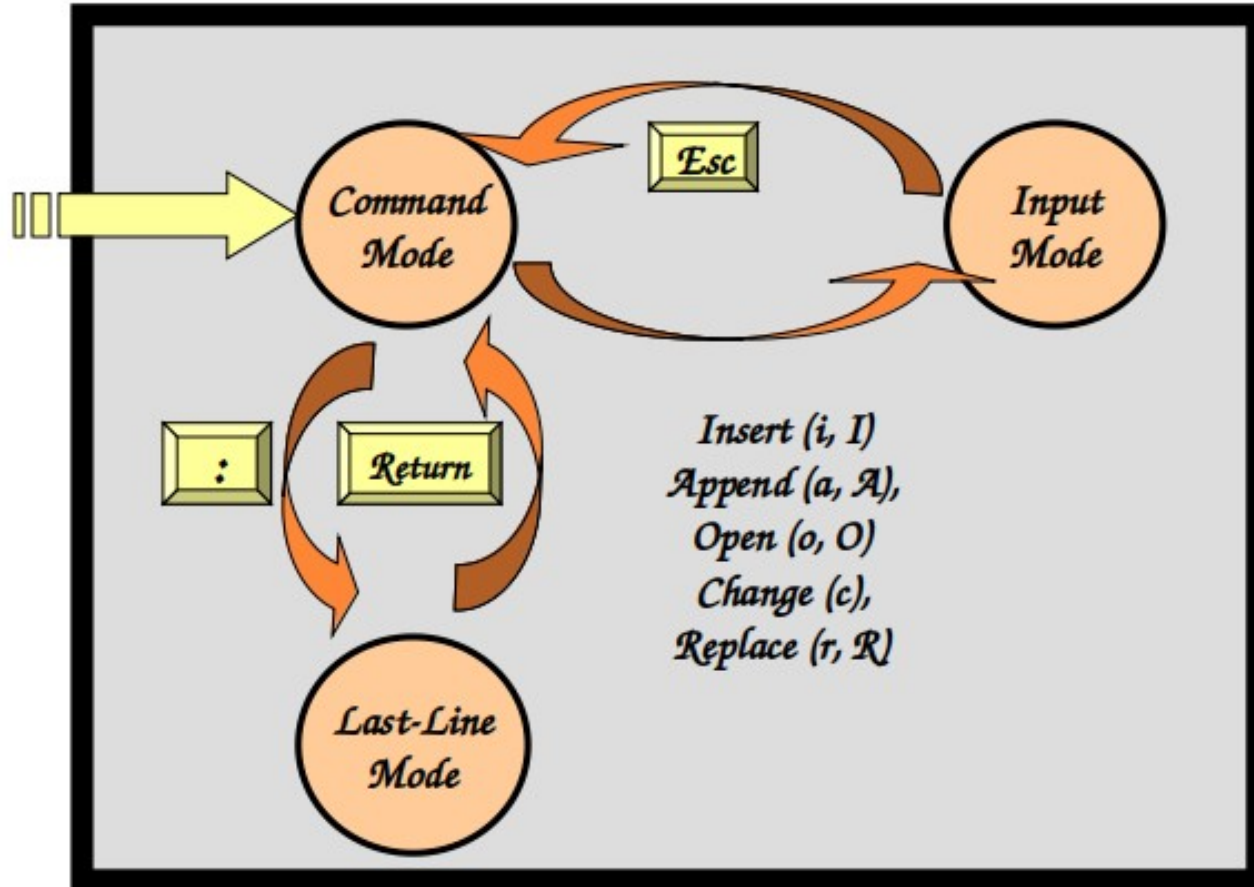 Esc
Command
Mode
Input
Mode
:
Return
Insert (i, I)
Append (a, A),
Open (o, O)
Change (c),
Replace (r, R)
Last-Line
Mode